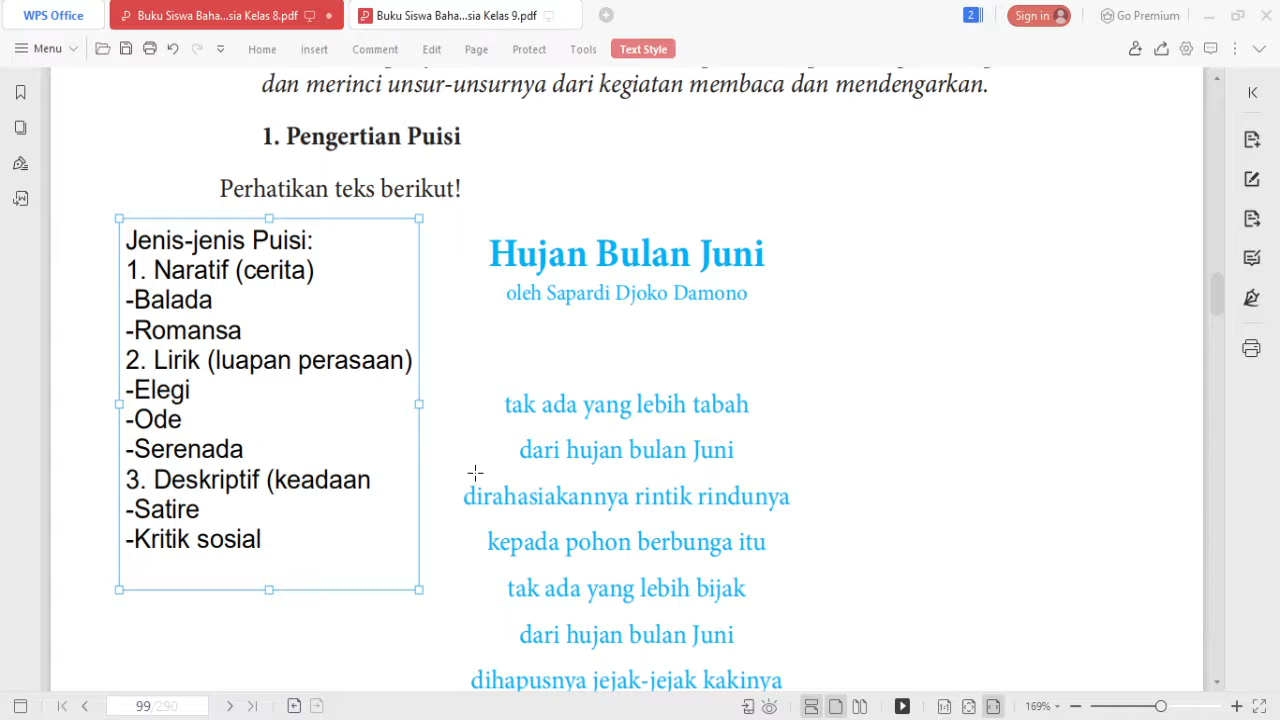 WPS Office
Buku Siswa Baha...sia Kelas 8.pdf
Buku Siswa Baha...sia Kelas 9.pdf
2
Sign in
Go Premium
Menu
Home
Insert
Comment
Edit
Page
Protect
Tools
Text Style
dan merinci unsur-unsurnya dari kegiatan membaca dan mendengarkan.
1. Pengertian Puisi
Perhatikan teks berikut!
Jenis-jenis Puisi:
1. Naratif (cerita)
-Balada
-Romansa
2. Lirik (luapan perasaan)
-Elegi
-Ode
-Serenada
3. Deskriptif (keadaan
-Satire
-Kritik sosial
Hujan Bulan Juni
oleh Sapardi Djoko Damono
tak ada yang lebih tabah
dari hujan bulan Juni
dirahasiakannya rintik rindunya
kepada pohon berbunga itu
tak ada yang lebih bijak
dari hujan bulan Juni
dihapusnya jejak-jejak kakinya
99/290
169%